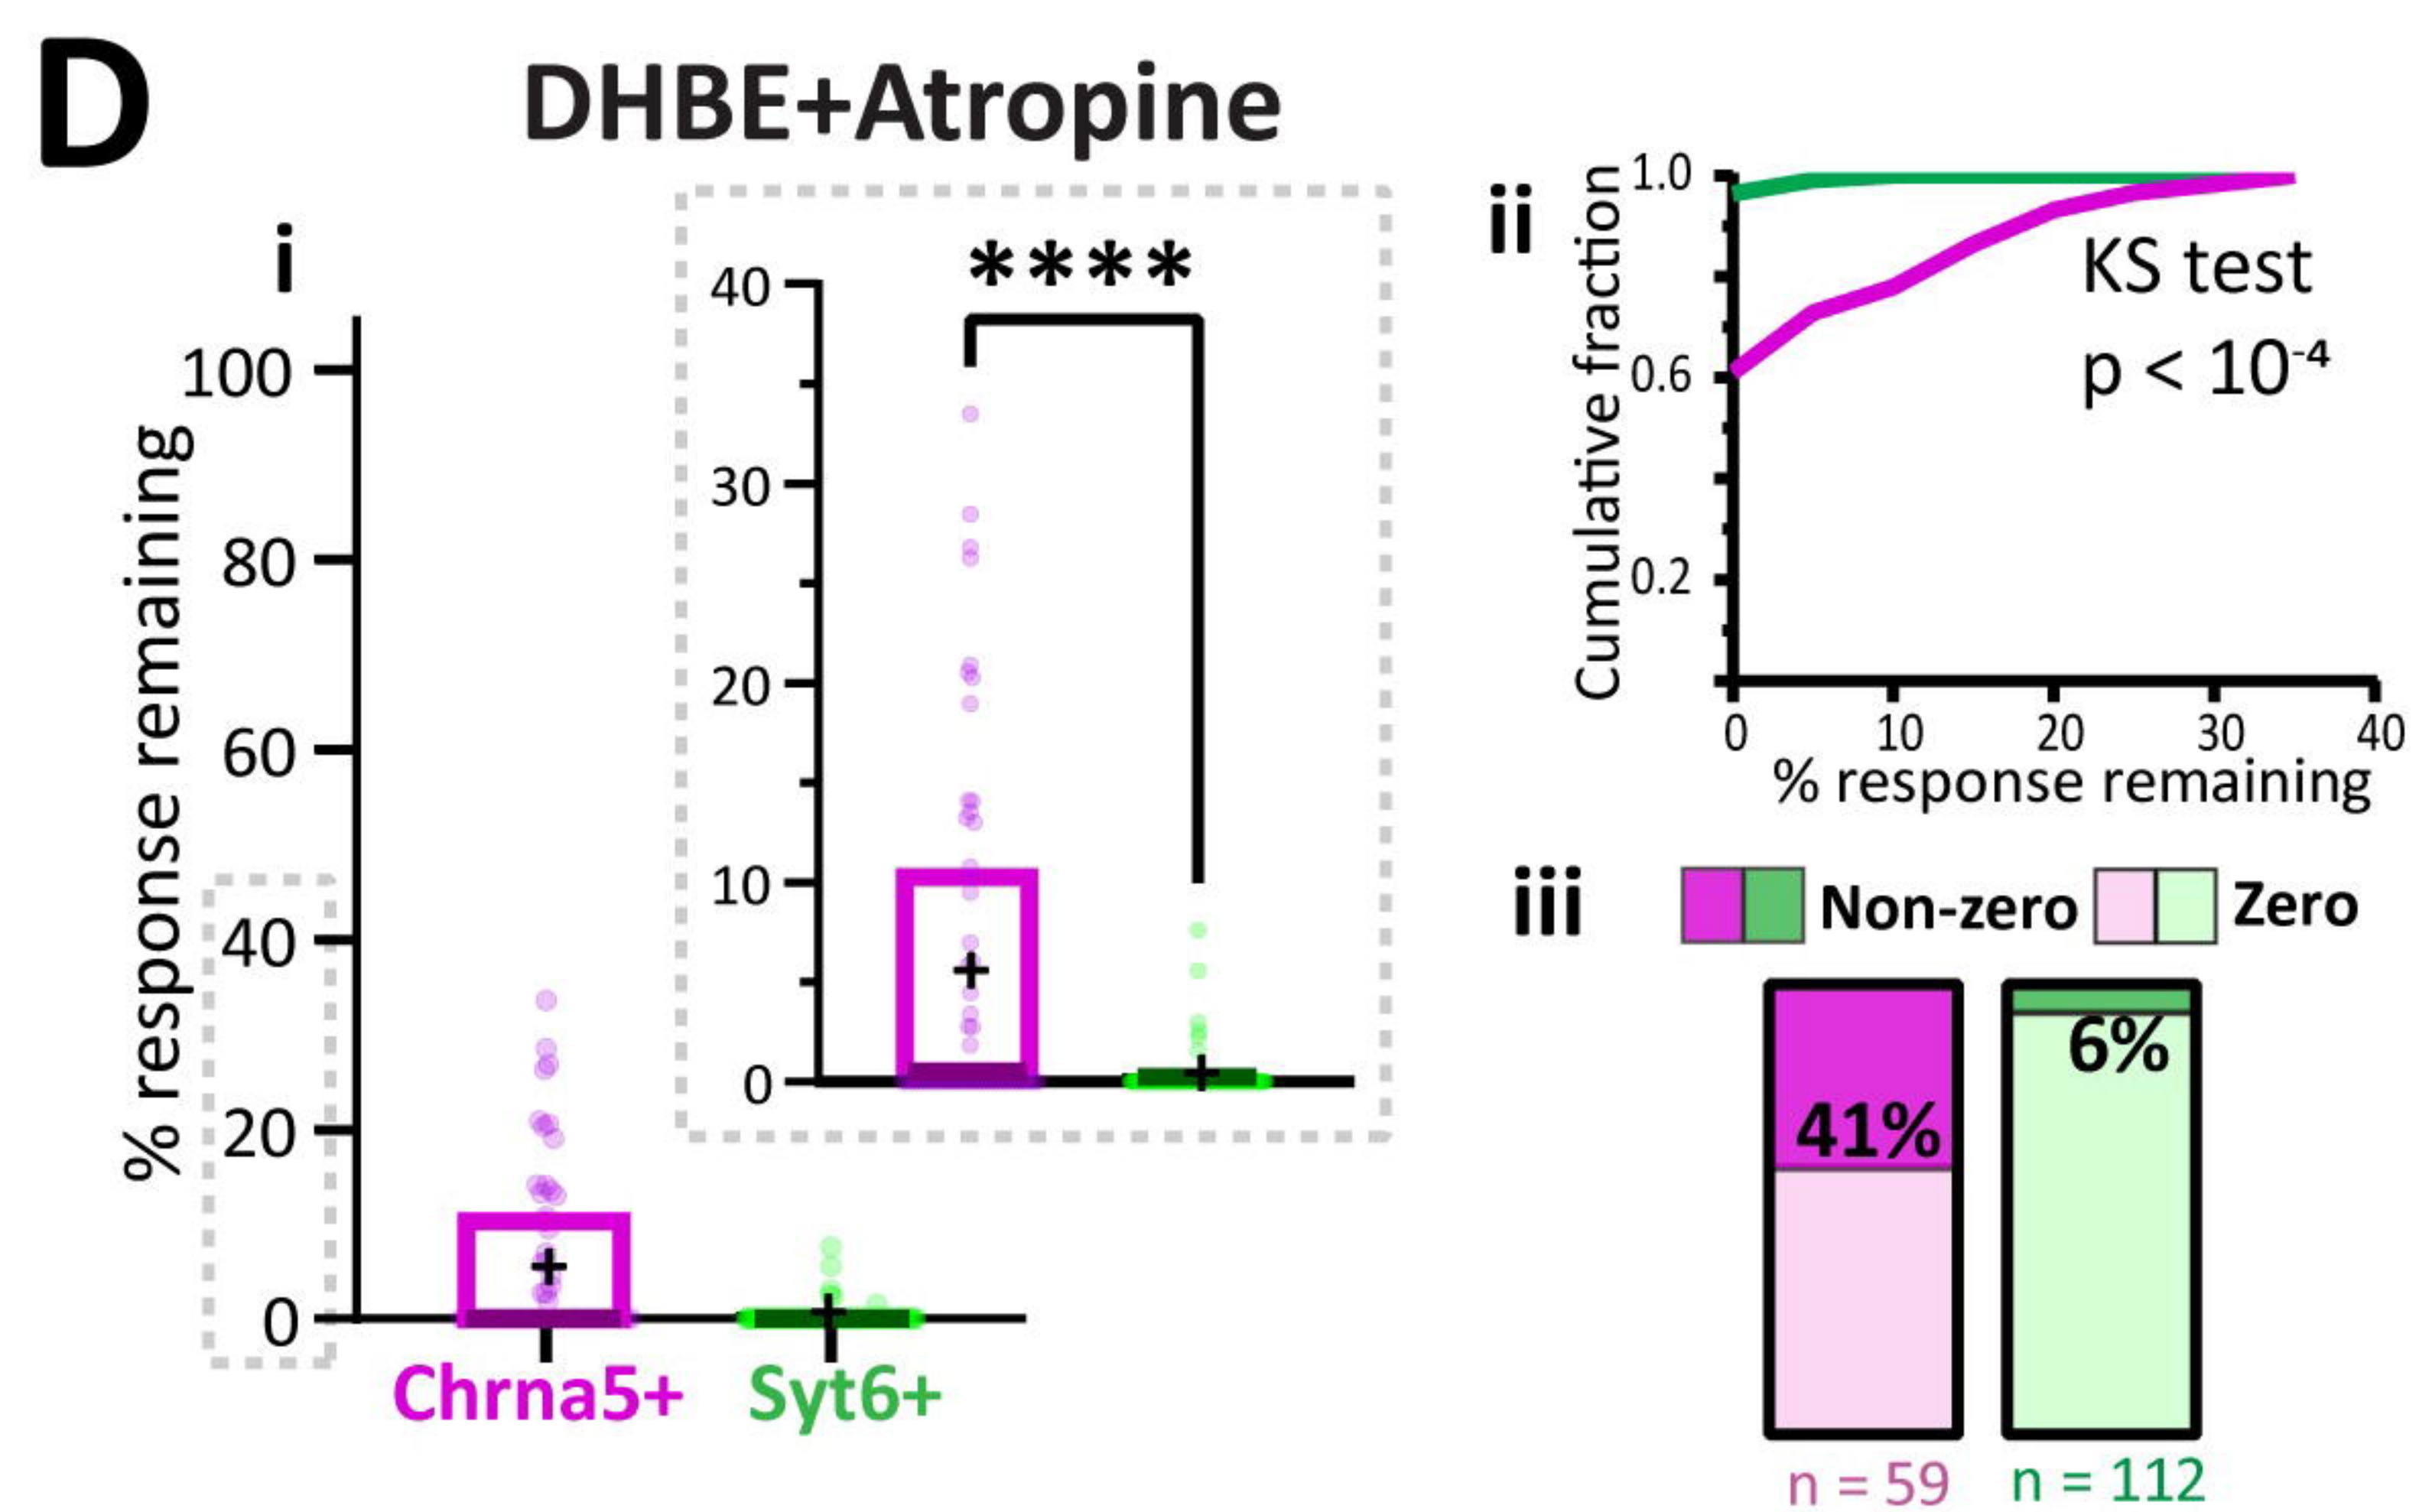 D
DHBE+Atropine
i
% response remaining
100
80
60
40
20
0
Chrna5+
Syt6+
****
40
30
20
10
0
ii
Cumulative fraction
1.0
0.6
0.2
0 10 20 30 40
% response remaining
KS test
p < 10⁻⁴
iii
Non-zero
Zero
41%
6%
n = 59
n = 112